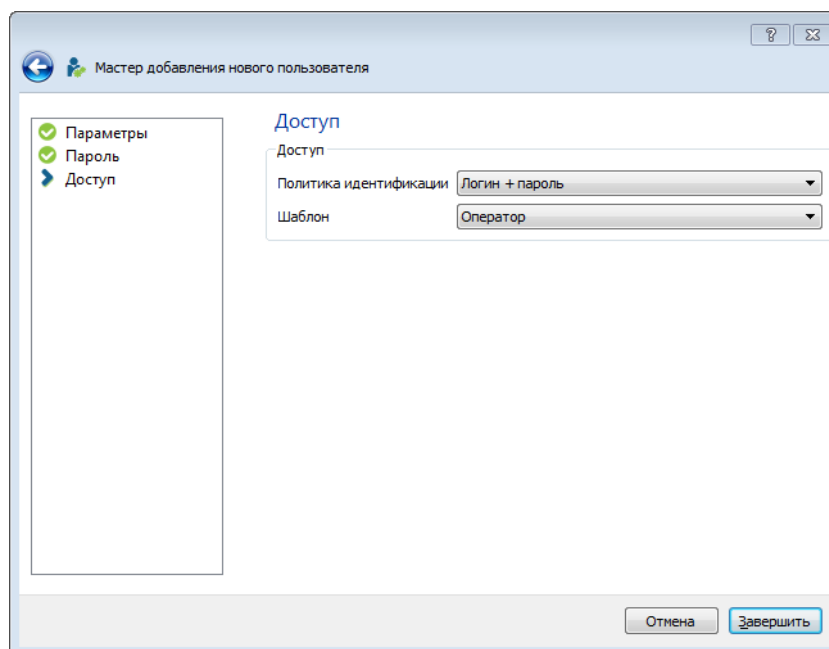 Мастер добавления нового пользователя
Параметры
Пароль
Доступ
Доступ
Доступ
Политика идентификации Логин + пароль
Шаблон Оператор
Отмена Завершить